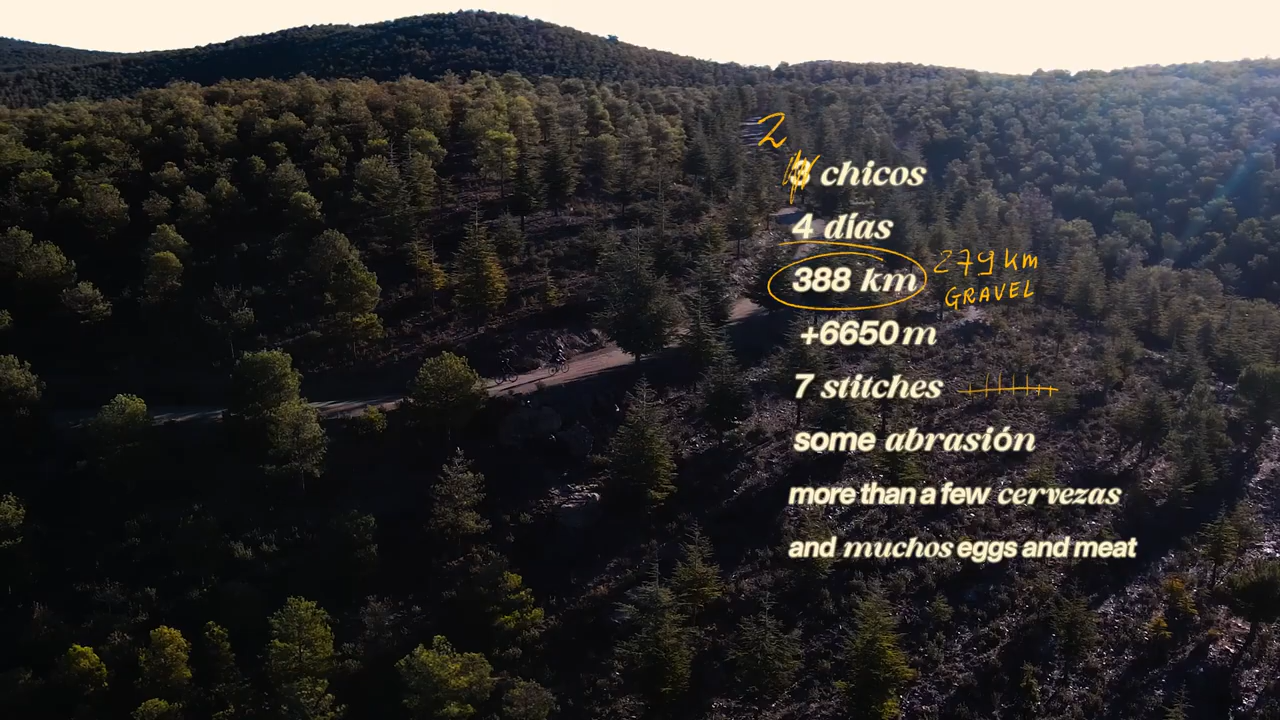 2
3 chicos
4 días
388 km 279 km
GRAVEL
+6650m
7 stitches
some abrasión
more than a few cervezas
and muchos eggs and meat